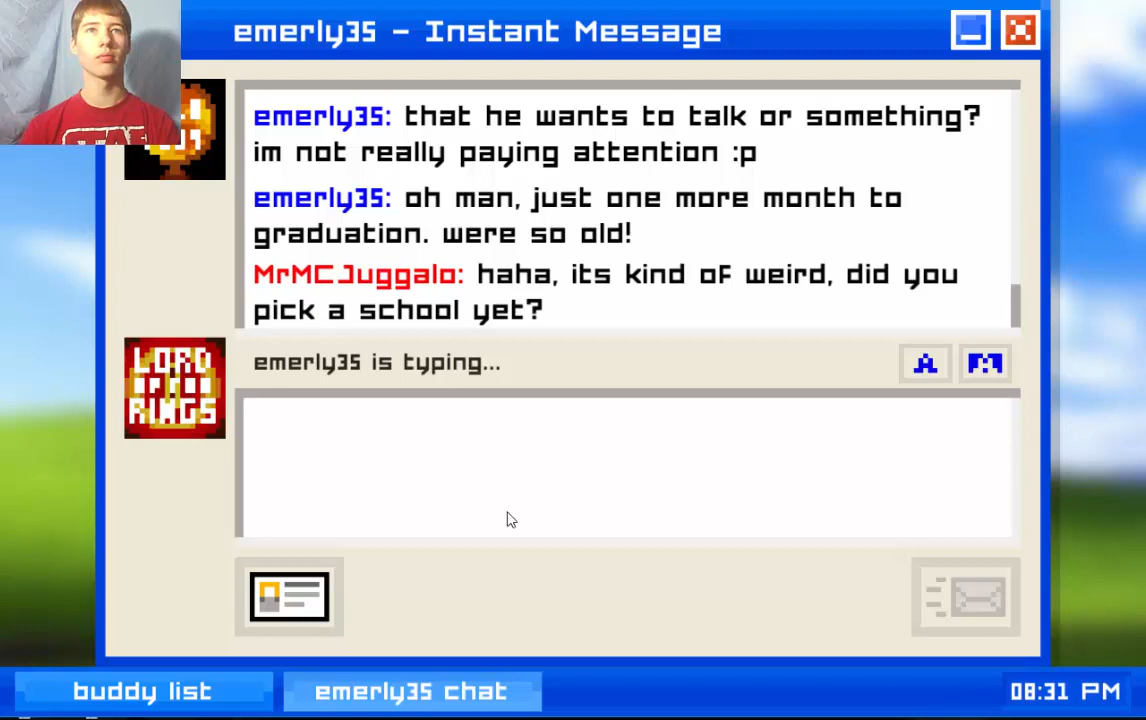 emerly35 - Instant Message
emerly35: that he wants to talk or something?
im not really paying attention :p
emerly35: oh man, just one more month to
graduation. were so old!
MrMCJuggalo: haha, its kind of weird, did you
pick a school yet?
LORD
OF THE
RINGS
emerly35 is typing...
A
buddy list
emerly35 chat
08:31 PM